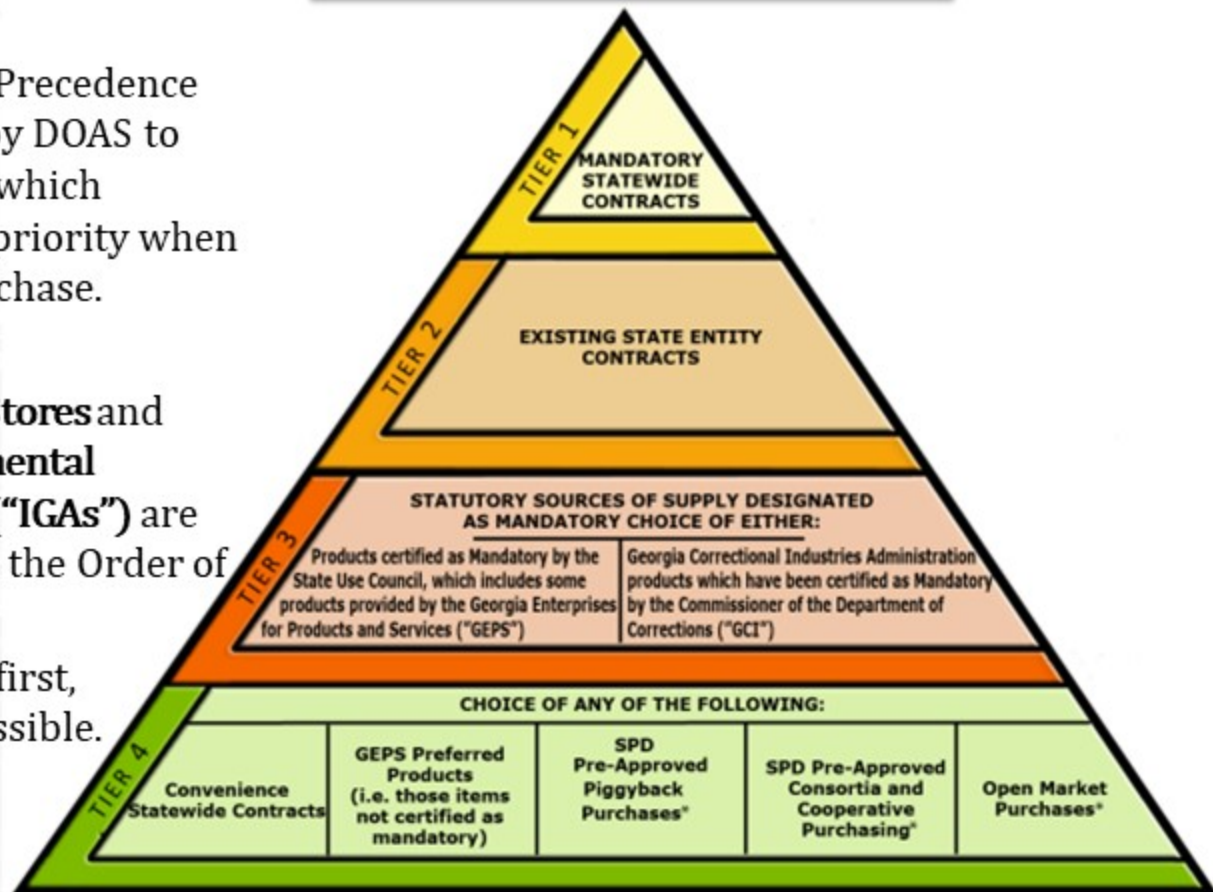 Precedence
by DOAS to
which
priority when
chase.
tores and
nental
("IGAs") are
the Order of
first,
ssible.
TIER 1
MANDATORY
STATEWIDE
CONTRACTS
TIER 2
EXISTING STATE ENTITY
CONTRACTS
TIER 3
STATUTORY SOURCES OF SUPPLY DESIGNATED
AS MANDATORY CHOICE OF EITHER:
Products certified as Mandatory by the
State Use Council, which includes some
products provided by the Georgia Enterprises
for Products and Services ("GEPS")
Georgia Correctional Industries Administration
products which have been certified as Mandatory
by the Commissioner of the Department of
Corrections ("GCI")
TIER 4
CHOICE OF ANY OF THE FOLLOWING:
Convenience
Statewide Contracts
GEPS Preferred
Products
(i.e. those items
not certified as
mandatory)
SPD
Pre-Approved
Piggyback
Purchases*
SPD Pre-Approved
Consortia and
Cooperative
Purchasing*
Open Market
Purchases*